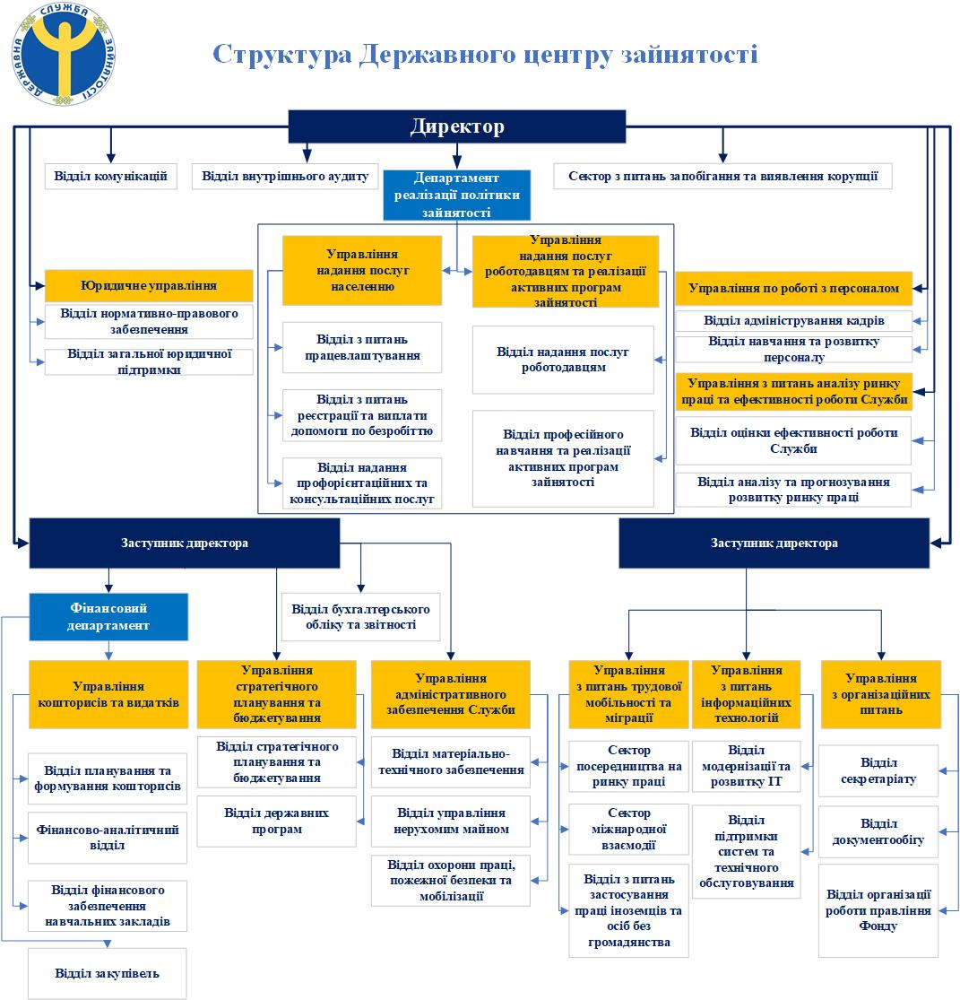 ДЕРЖАВНА СЛУЖБА ЗАЙНЯТОСТІ
Структура Державного центру зайнятості
Директор
Відділ комунікацій
Відділ внутрішнього аудиту
Департамент
реалізації політики
зайнятості
Сектор з питань запобігання та виявлення корупції
Юридичне управління
Відділ нормативно-правового
забезпечення
Відділ загальної юридичної
підтримки
Управління
надання послуг
населенню
Відділ з питань
працевлаштування
Відділ з питань
реєстрації та виплати
допомоги по безробіттю
Відділ надання
профорієнтаційних та
консультаційних послуг
Управління
надання послуг
роботодавцям та реалізації
активних програм
зайнятості
Відділ надання послуг
роботодавцям
Відділ професійного
навчання та реалізації
активних програм
зайнятості
Управління по роботі з персоналом
Відділ адміністрування кадрів
Відділ навчання та розвитку
персоналу
Управління з питань аналізу ринку
праці та ефективності роботи Служби
Відділ оцінки ефективності роботи
Служби
Відділ аналізу та прогнозування
розвитку ринку праці
Заступник директора
Фінансовий
департамент
Відділ бухгалтерського
обліку та звітності
Управління
кошторисів та видатків
Відділ планування та
формування кошторисів
Фінансово-аналітичний
відділ
Відділ фінансового
забезпечення
навчальних закладів
Відділ закупівель
Управління
стратегічного
планування та
бюджетування
Відділ стратегічного
планування та
бюджетування
Відділ державних
програм
Управління
адміністративного
забезпечення Служби
Відділ матеріально-
технічного забезпечення
Відділ управління
нерухомим майном
Відділ охорони праці,
пожежної безпеки та
мобілізації
Заступник директора
Управління
з питань трудової
мобільності та
міграції
Сектор
посередництва на
ринку праці
Сектор
міжнародної
взаємодії
Відділ з питань
застосування
праці іноземців та
осіб без
громадянства
Управління
з питань
інформаційних
технологій
Відділ
модернізації та
розвитку ІТ
Відділ
підтримки
систем та
технічного
обслуговування
Управління
з організаційних
питань
Відділ
секретаріату
Відділ
документообігу
Відділ організації
роботи правління
Фонду